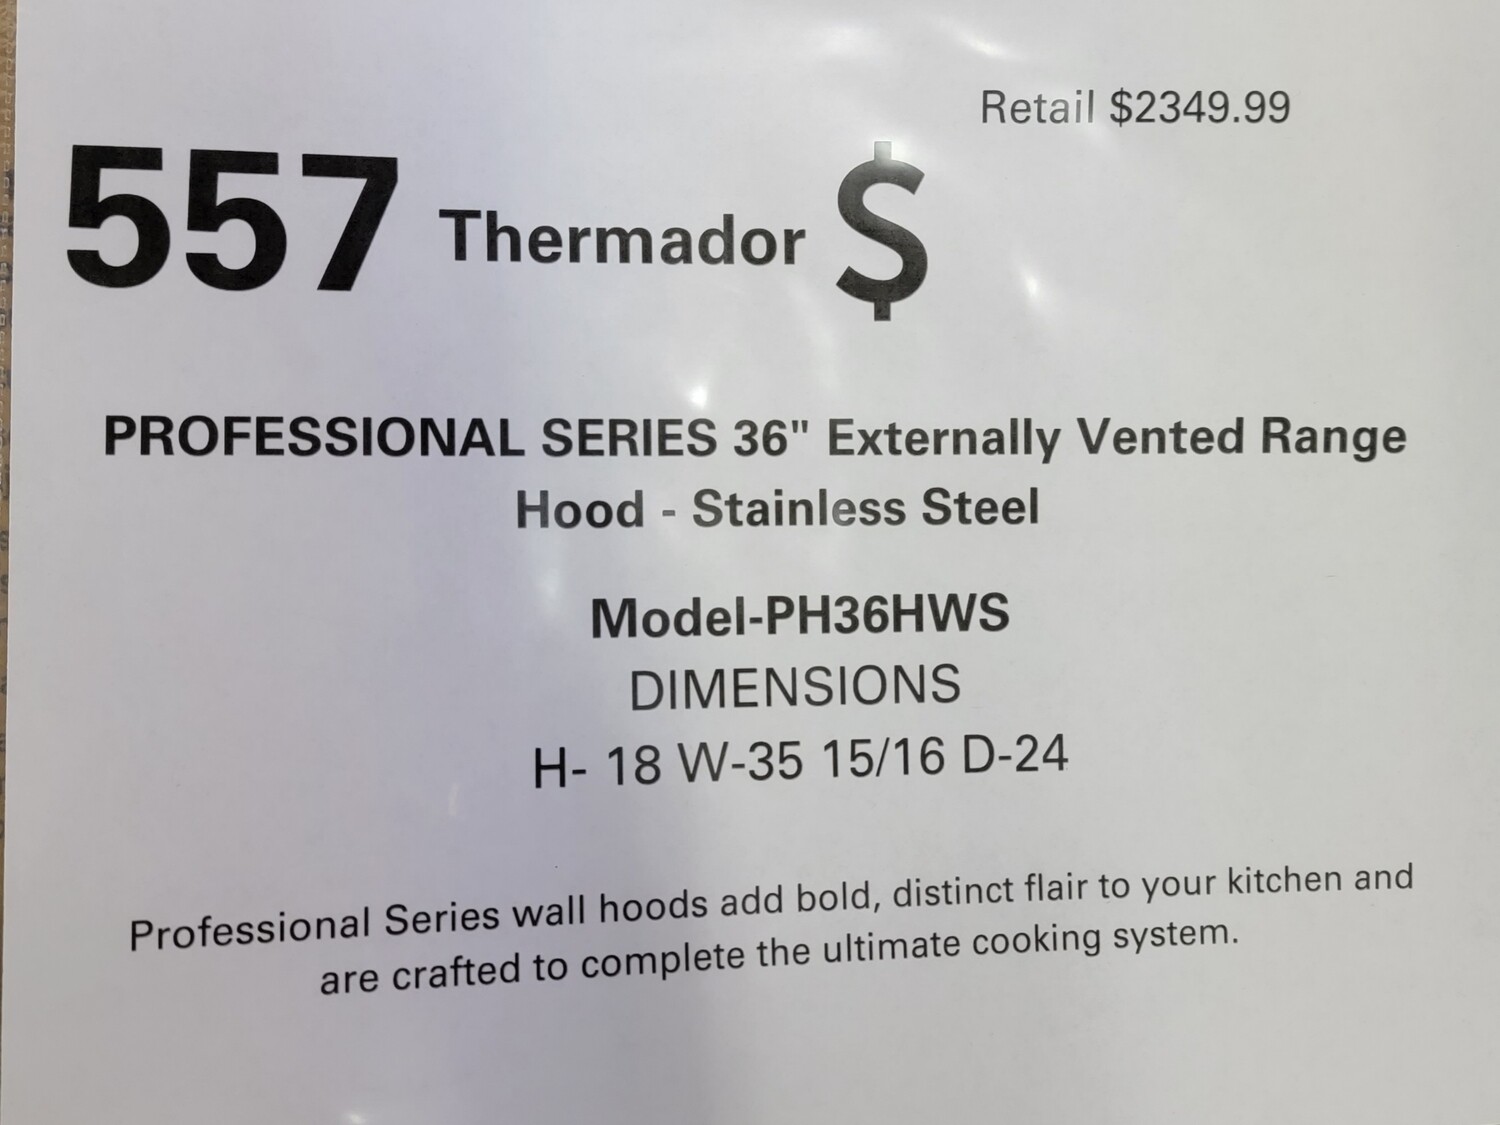 Retail $2349.99
557 Thermador $
PROFESSIONAL SERIES 36" Externally Vented Range
Hood - Stainless Steel
Model-PH36HWS
DIMENSIONS
H- 18 W-35 15/16 D-24
Professional Series wall hoods add bold, distinct flair to your kitchen and
are crafted to complete the ultimate cooking system.